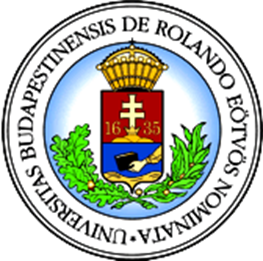 UNIVERSITAS BUDAPESTINENSIS DE ROLANDO EÖTVÖS NOMINATA *
16 35